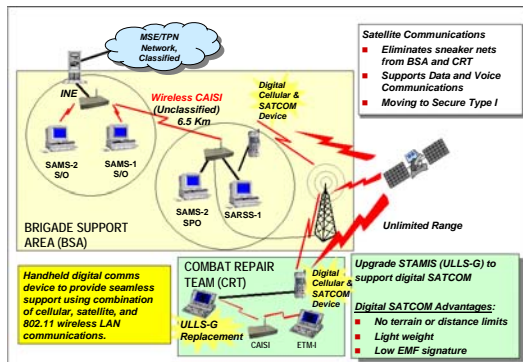 MSE/TPN
Network,
Classified
INE
Wireless CAISI
(Unclassified)
6.5 Km
Digital
Cellular &
SATCOM
Device
SAMS-2
S/O
SAMS-1
S/O
SAMS-2
SPO
SARSS-1
BRIGADE SUPPORT
AREA (BSA)
Satellite Communications
Eliminates sneaker nets
from BSA and CRT
Supports Data and Voice
Communications
Moving to Secure Type I
Unlimited Range
Handheld digital comms
device to provide seamless
support using combination
of cellular, satellite, and
802.11 wireless LAN
communications.
COMBAT REPAIR
TEAM (CRT)
Digital
Cellular &
SATCOM
Device
ULLS-G
Replacement
CAISI
ETM-I
Upgrade STAMIS (ULLS-G) to
support digital SATCOM
Digital SATCOM Advantages:
No terrain or distance limits
Light weight
Low EMF signature